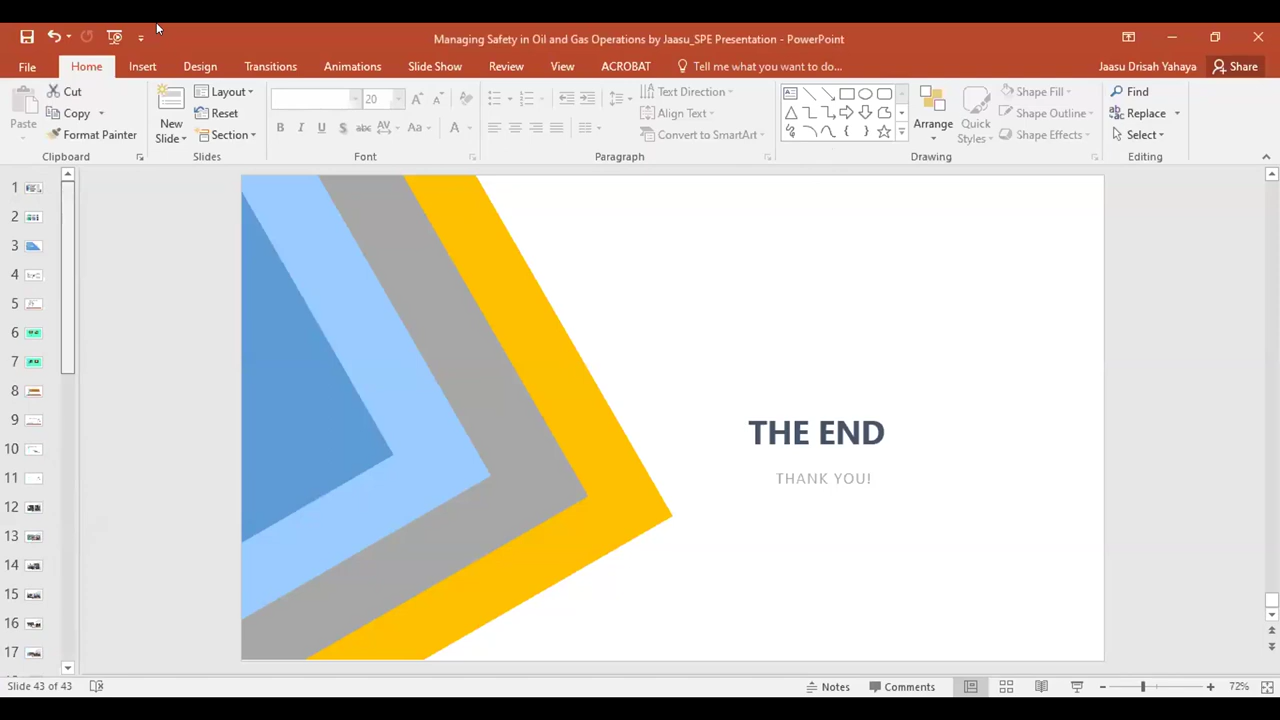 Managing Safety in Oil and Gas Operations by Jaasu_SPE Presentation - PowerPoint
File Home Insert Design Transitions Animations Slide Show Review View ACROBAT Tell me what you want to do... Jaasu Drisah Yahaya Share
Paste
Cut
Copy
Format Painter
Clipboard
New
Slide
Layout
Reset
Section
Slides
20
B I U S abc AV Aa A
Font
Text Direction
Align Text
Convert to SmartArt
Paragraph
Arrange
Quick
Styles
Shape Fill
Shape Outline
Shape Effects
Drawing
Find
Replace
Select
Editing
1
2
3
4
5
6
7
8
9
10
11
12
13
14
15
16
17
THE END
THANK YOU!
Slide 43 of 43 Notes Comments 72%